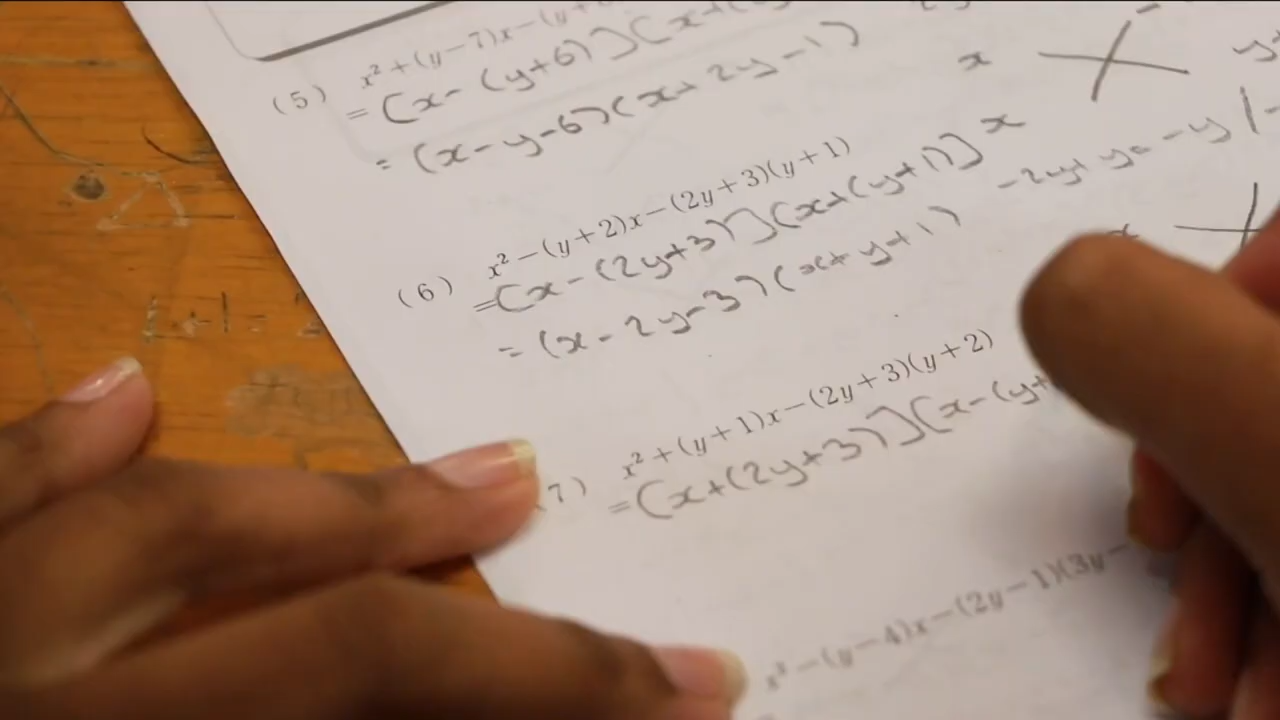 (5) x² + (y − 7)x − (y +
= [x − (y + 6)][x +
= (x − y − 6)(x + 2y − 1)
x
(6) x² − (y + 2)x − (2y + 3)(y + 1)
= [x − (2y + 3)][x + (y + 1)] x
− 2y + y = − y
= (x − 2y − 3)(x + y + 1)
(7) x² + (y + 1)x − (2y + 3)(y + 2)
= [x + (2y + 3)][x − (y +
x² − (y − 4)x − (2y − 1)(3y −